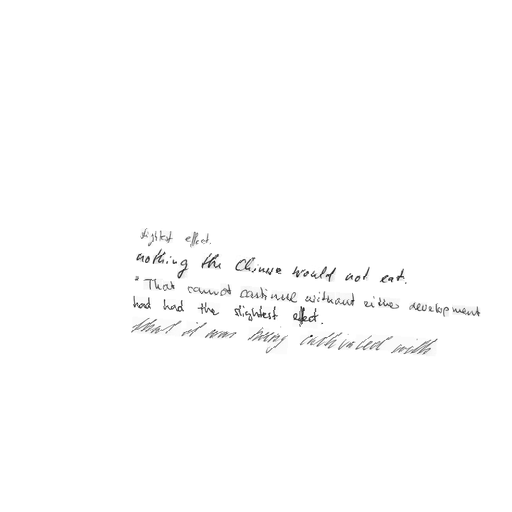 slightest effect.
nothing the Chinese would not eat.
" That cannot continue without either development
had had the slightest effect.
that it was being cultivated with